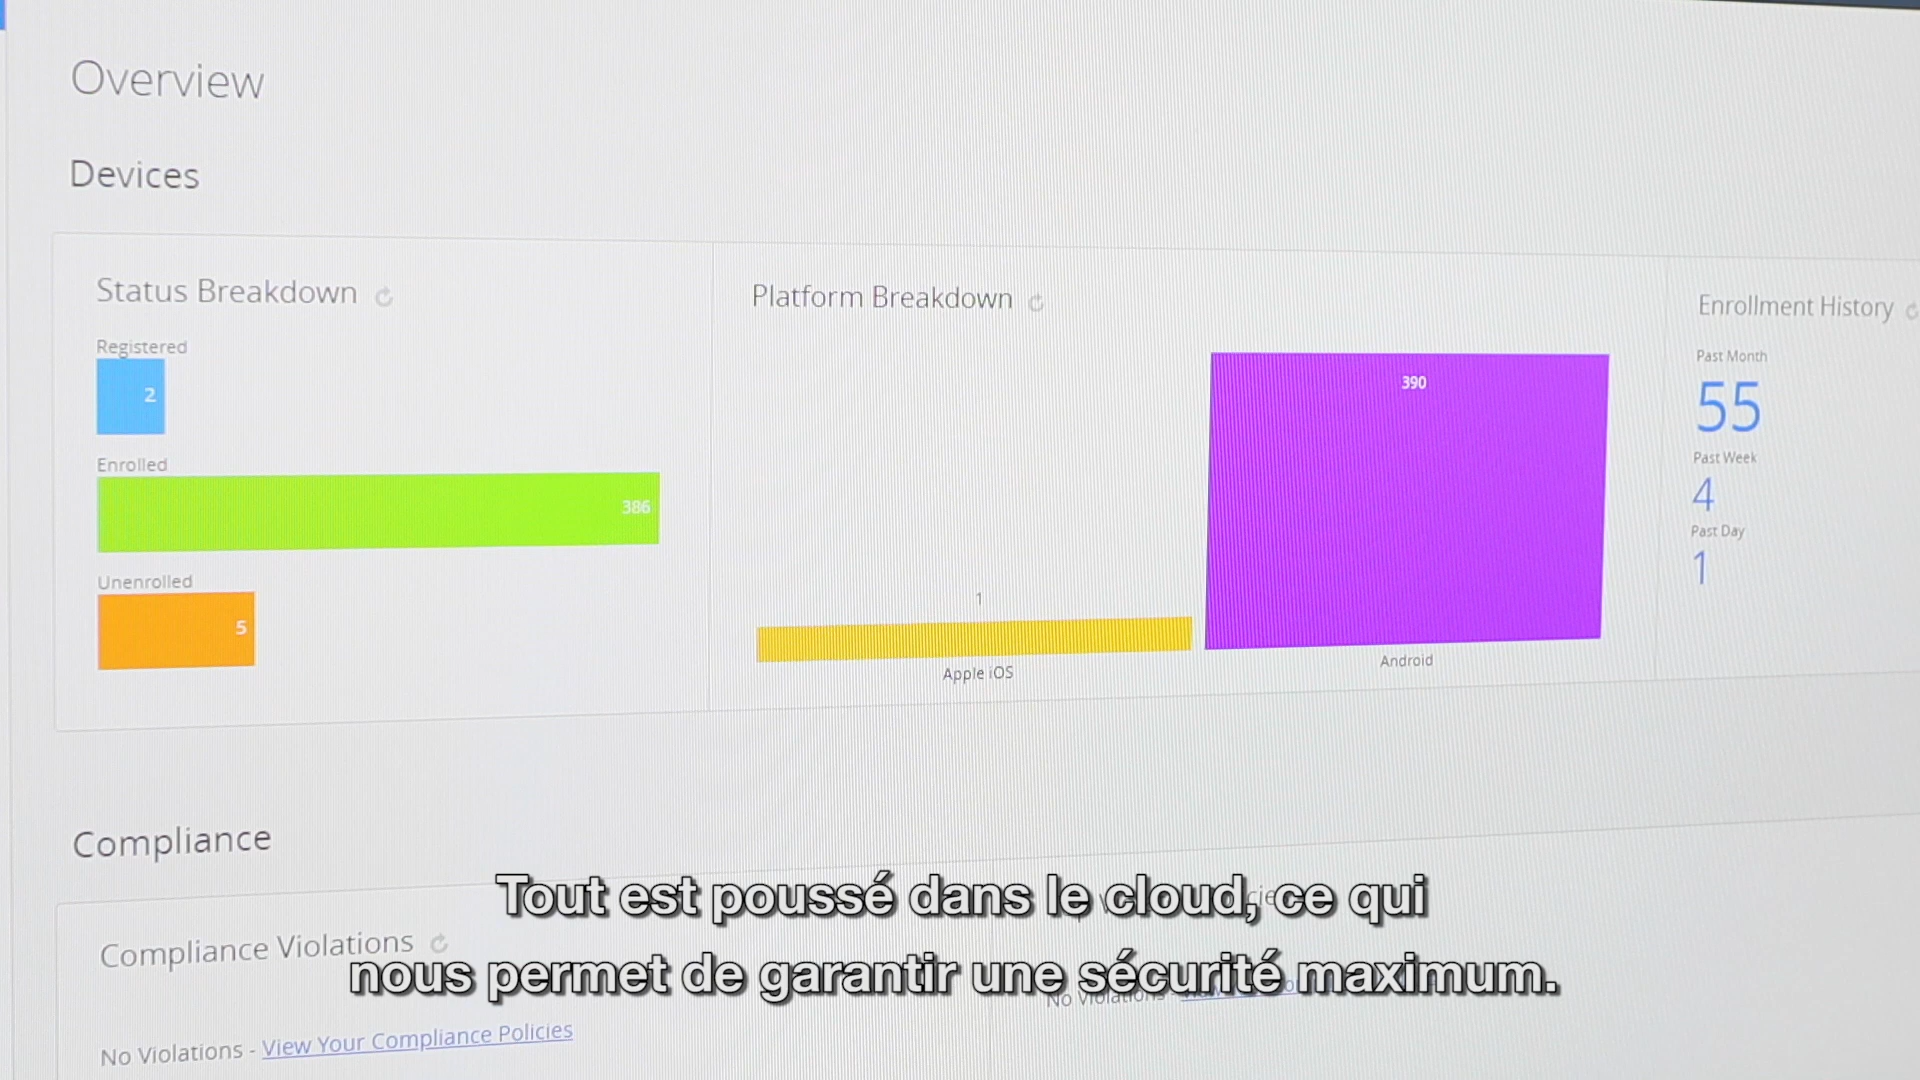 Overview
Devices
Status Breakdown
Registered
2
Enrolled
386
Unenrolled
5
Platform Breakdown
1
Apple iOS
390
Android
Enrollment History
Past Month
55
Past Week
4
Past Day
1
Compliance
Compliance Violations
No Violations - View Your Compliance Policies
No Violations -
Tout est poussé dans le cloud, ce qui
nous permet de garantir une sécurité maximum.